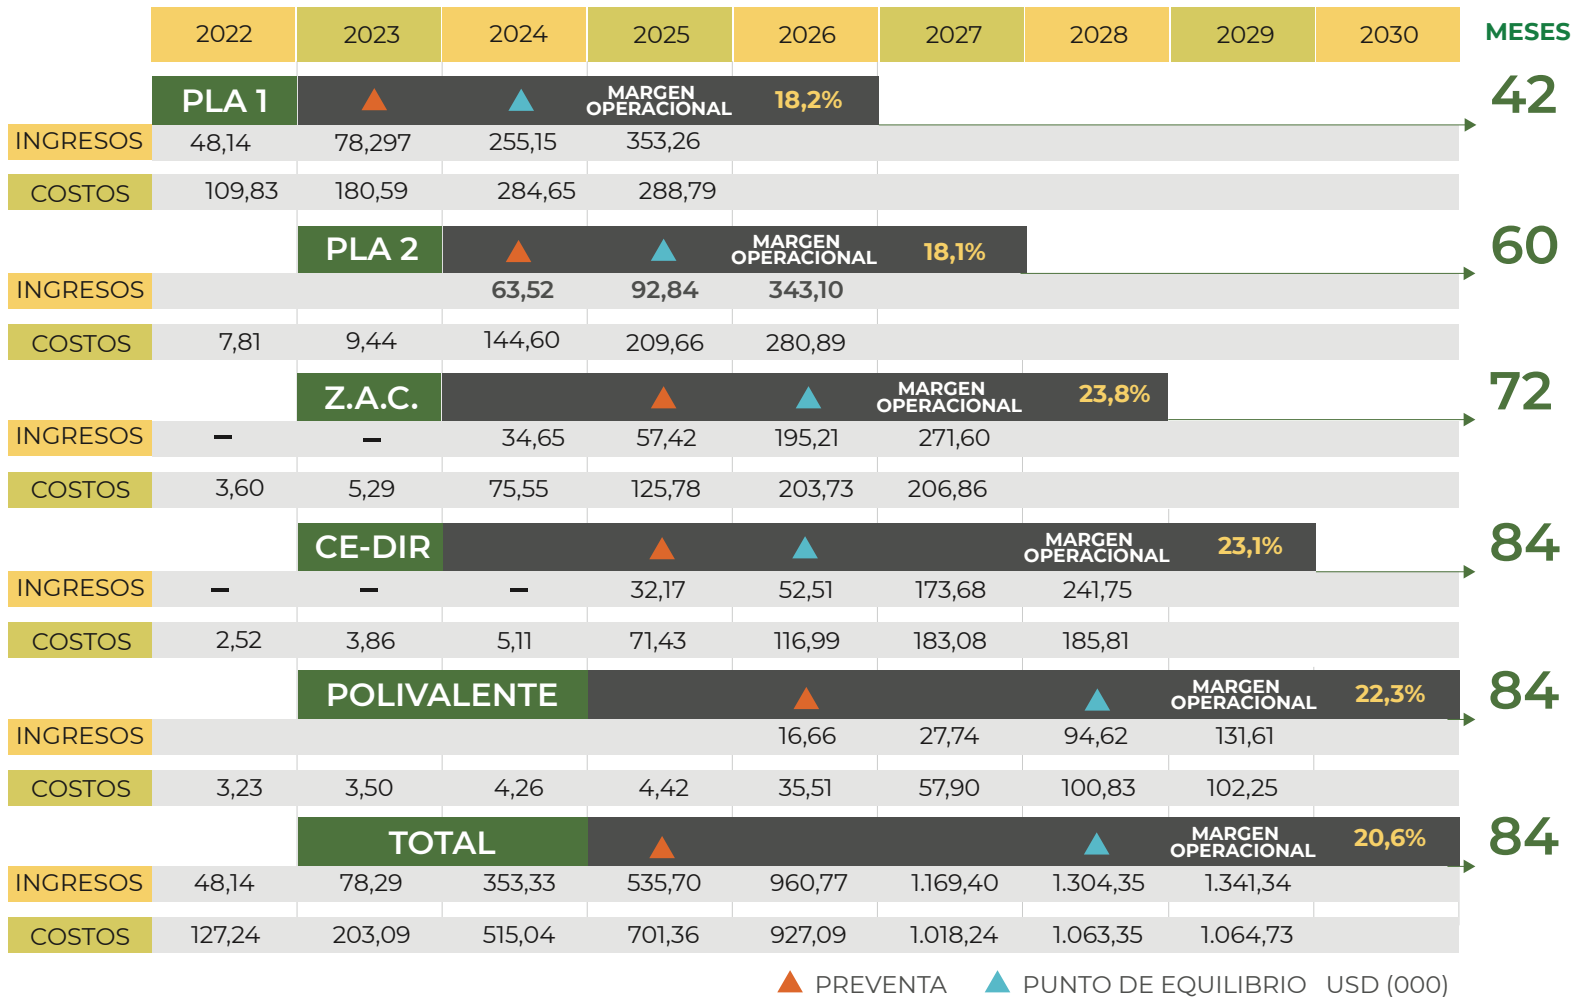 2022 2023 2024 2025 2026 2027 2028 2029 2030 MESES
PLA 1 MARGEN OPERACIONAL 18,2% 42
INGRESOS 48,14 78,297 255,15 353,26
COSTOS 109,83 180,59 284,65 288,79
PLA 2 MARGEN OPERACIONAL 18,1% 60
INGRESOS 63,52 92,84 343,10
COSTOS 7,81 9,44 144,60 209,66 280,89
Z.A.C. MARGEN OPERACIONAL 23,8% 72
INGRESOS – – 34,65 57,42 195,21 271,60
COSTOS 3,60 5,29 75,55 125,78 203,73 206,86
CE-DIR MARGEN OPERACIONAL 23,1% 84
INGRESOS – – – 32,17 52,51 173,68 241,75
COSTOS 2,52 3,86 5,11 71,43 116,99 183,08 185,81
POLIVALENTE MARGEN OPERACIONAL 22,3% 84
INGRESOS 16,66 27,74 94,62 131,61
COSTOS 3,23 3,50 4,26 4,42 35,51 57,90 100,83 102,25
TOTAL MARGEN OPERACIONAL 20,6% 84
INGRESOS 48,14 78,29 353,33 535,70 960,77 1.169,40 1.304,35 1.341,34
COSTOS 127,24 203,09 515,04 701,36 927,09 1.018,24 1.063,35 1.064,73
PREVENTA PUNTO DE EQUILIBRIO USD (000)